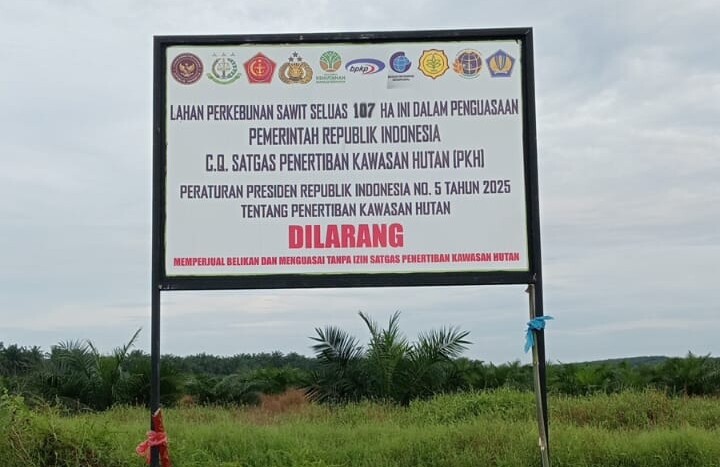 bpkp
LAHAN PERKEBUNAN SAWIT SELUAS 107 HA INI DALAM PENGUASAAN
PEMERINTAH REPUBLIK INDONESIA
C.Q. SATGAS PENERTIBAN KAWASAN HUTAN (PKH)
PERATURAN PRESIDEN REPUBLIK INDONESIA NO. 5 TAHUN 2025
TENTANG PENERTIBAN KAWASAN HUTAN
DILARANG
MEMPERJUAL BELIKAN DAN MENGUASAI TANPA IZIN SATGAS PENERTIBAN KAWASAN HUTAN